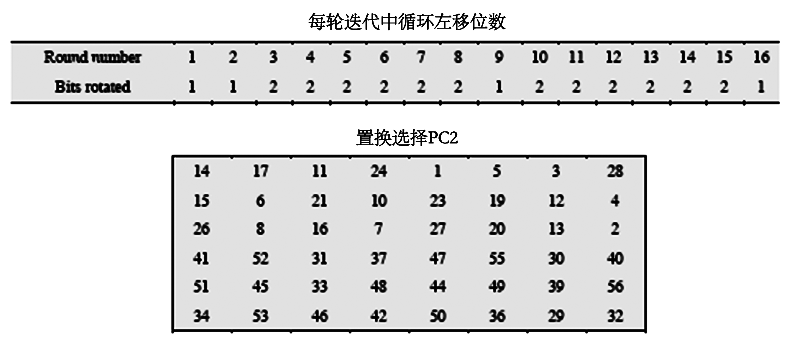 每轮迭代中循环左移位数
Round number 1 2 3 4 5 6 7 8 9 10 11 12 13 14 15 16
Bits rotated 1 1 2 2 2 2 2 2 1 2 2 2 2 2 2 1
置换选择PC2
14 17 11 24 1 5 3 28
15 6 21 10 23 19 12 4
26 8 16 7 27 20 13 2
41 52 31 37 47 55 30 40
51 45 33 48 44 49 39 56
34 53 46 42 50 36 29 32